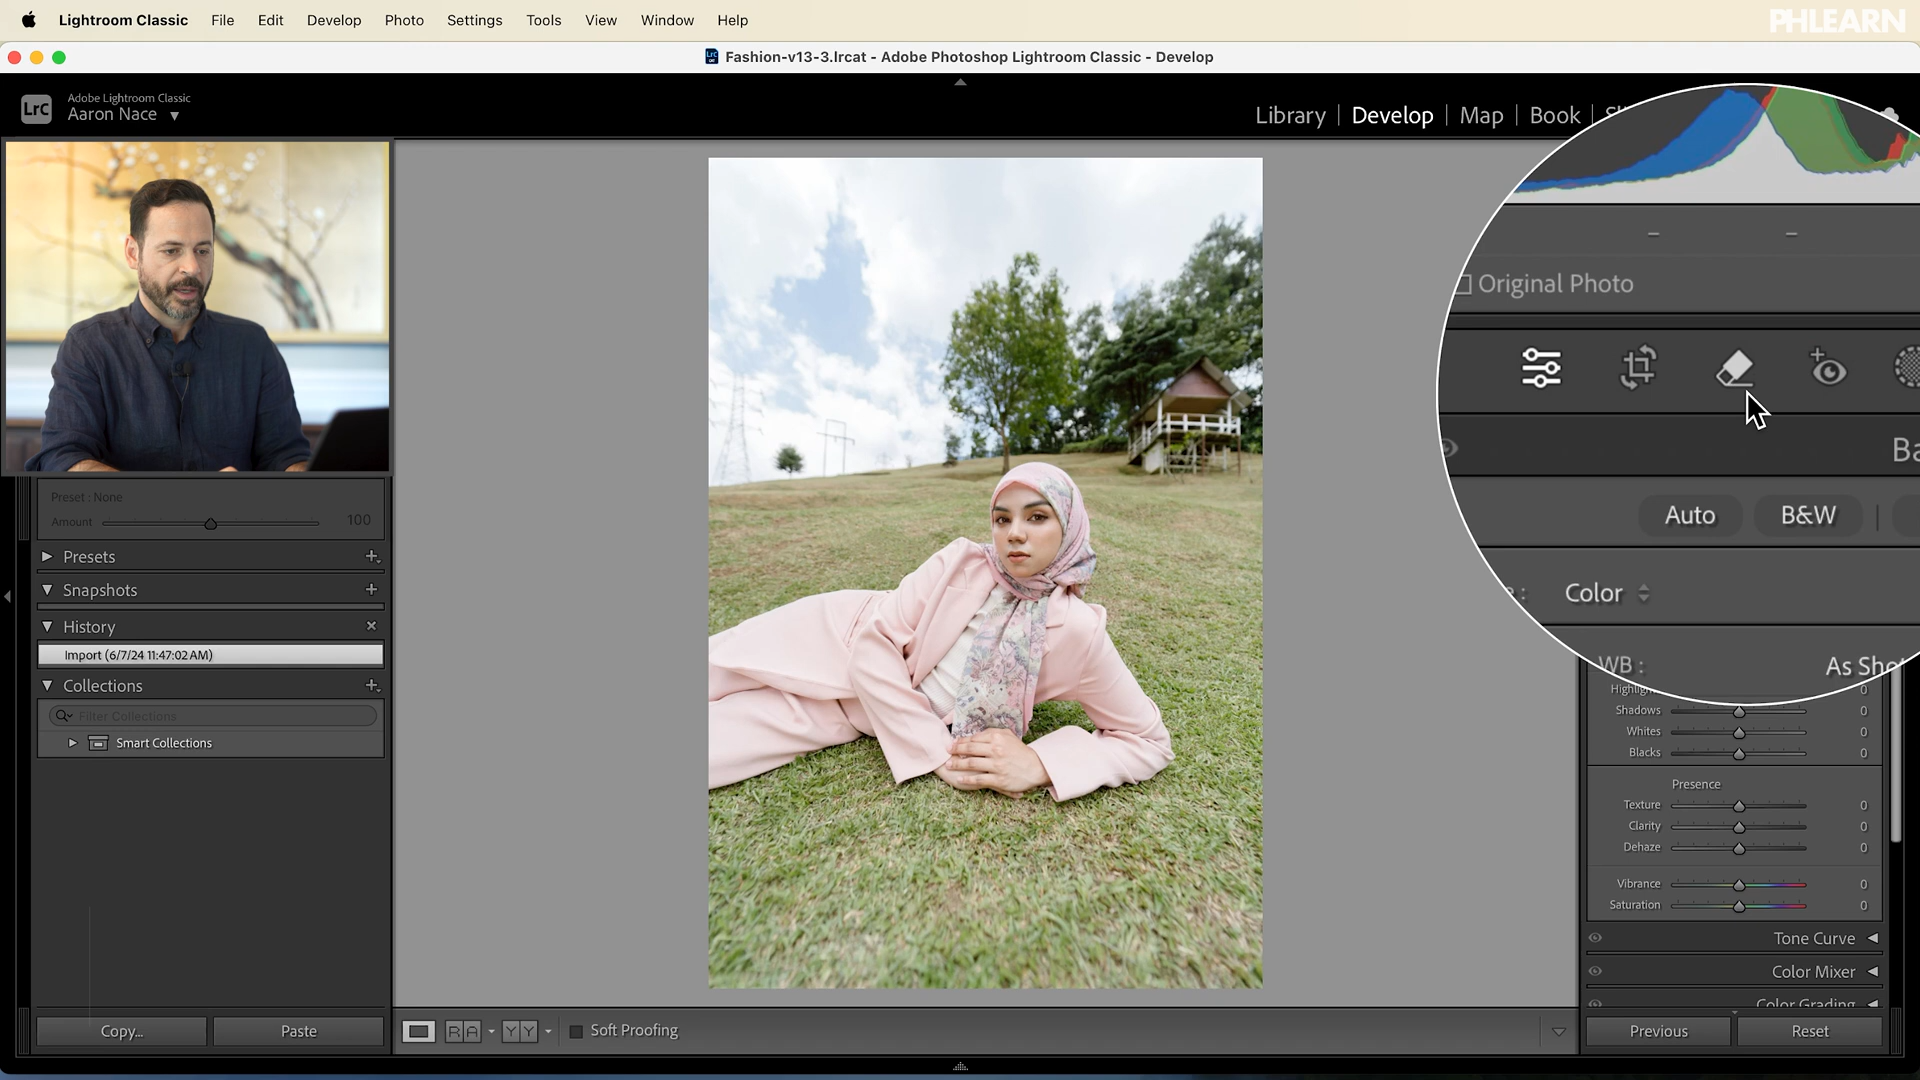 Lightroom Classic File Edit Develop Photo Settings Tools View Window Help
PHLEARN
Fashion-v13-3.lrcat - Adobe Photoshop Lightroom Classic - Develop
LrC
Adobe Lightroom Classic
Aaron Nace
Library | Develop | Map | Book |
Original Photo
Auto B&W
Color
WB : As Shot
Shadows 0
Whites 0
Blacks 0
Presence
Texture 0
Clarity 0
Dehaze 0
Vibrance 0
Saturation 0
Tone Curve
Color Mixer
Color Grading
Previous Reset
Preset : None
Amount 100
Presets
Snapshots
History
Import (6/7/24 11:47:02 AM)
Collections
Filter Collections
Smart Collections
Copy... Paste
R A Y Y Soft Proofing